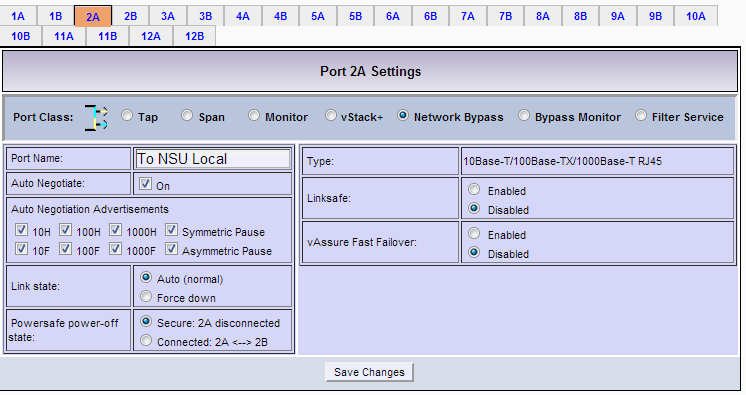 1A 1B 2A 2B 3A 3B 4A 4B 5A 5B 6A 6B 7A 7B 8A 8B 9A 9B 10A
10B 11A 11B 12A 12B
Port 2A Settings
Port Class: Tap Span Monitor vStack+ Network Bypass Bypass Monitor Filter Service
Port Name: To NSU Local
Auto Negotiate: On
Auto Negotiation Advertisements
10H 100H 1000H Symmetric Pause
10F 100F 1000F Asymmetric Pause
Link state: Auto (normal)
Force down
Powersafe power-off state: Secure: 2A disconnected
Connected: 2A <--> 2B
Type: 10Base-T/100Base-TX/1000Base-T RJ45
Linksafe: Enabled
Disabled
vAssure Fast Failover: Enabled
Disabled
Save Changes